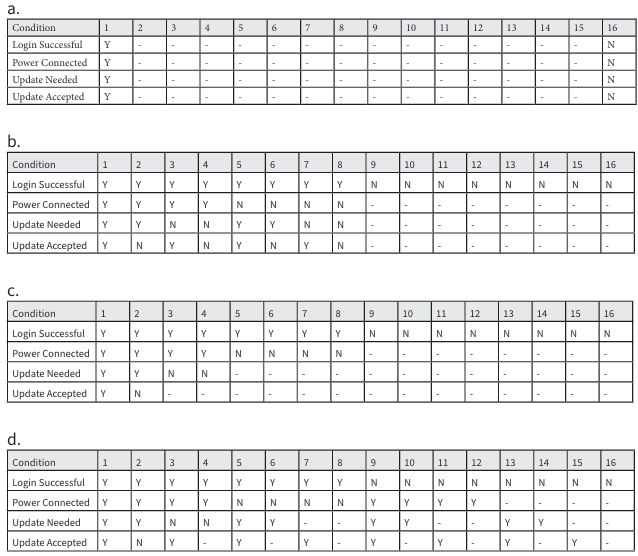 a.
Condition 1 2 3 4 5 6 7 8 9 10 11 12 13 14 15 16
Login Successful Y - - - - - - - - - - - - - - N
Power Connected Y - - - - - - - - - - - - - - N
Update Needed Y - - - - - - - - - - - - - - N
Update Accepted Y - - - - - - - - - - - - - - N
b.
Condition 1 2 3 4 5 6 7 8 9 10 11 12 13 14 15 16
Login Successful Y Y Y Y Y Y Y Y N N N N N N N N
Power Connected Y Y Y Y N N N N - - - - - - - -
Update Needed Y Y N N Y Y N N - - - - - - - -
Update Accepted Y N Y N Y N Y N - - - - - - - -
c.
Condition 1 2 3 4 5 6 7 8 9 10 11 12 13 14 15 16
Login Successful Y Y Y Y Y Y Y Y N N N N N N N N
Power Connected Y Y Y Y N N N N - - - - - - - -
Update Needed Y Y N N - - - - - - - - - - - -
Update Accepted Y N - - - - - - - - - - - - - -
d.
Condition 1 2 3 4 5 6 7 8 9 10 11 12 13 14 15 16
Login Successful Y Y Y Y Y Y Y Y N N N N N N N N
Power Connected Y Y Y Y N N N N Y Y Y Y - - - -
Update Needed Y Y N N Y Y - - Y Y - - Y Y - -
Update Accepted Y N Y - Y - Y - Y - Y - Y - Y -